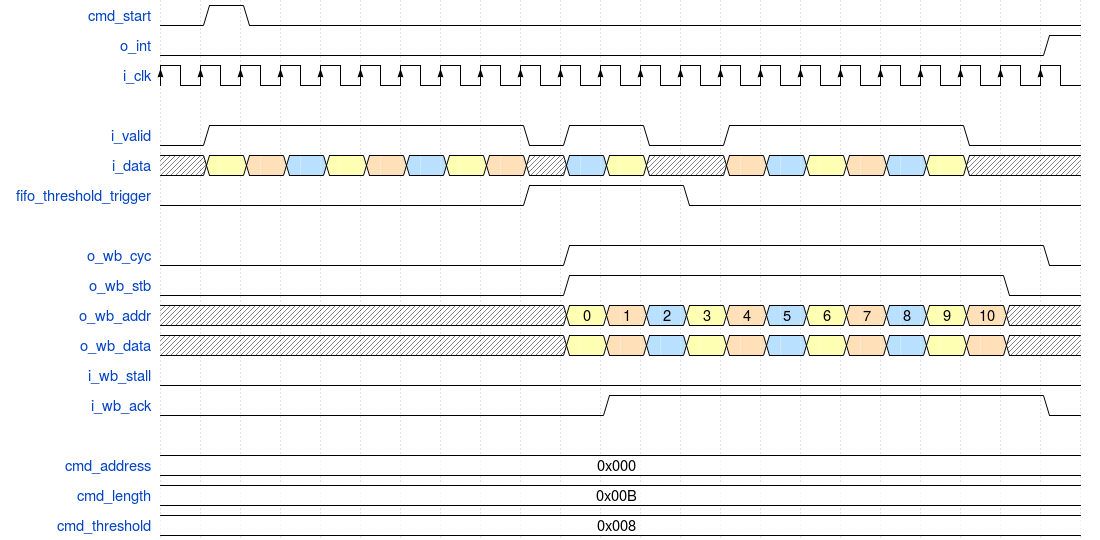 cmd_start
o_int
i_clk
i_valid
i_data
fifo_threshold_trigger
o_wb_cyc
o_wb_stb
o_wb_addr 0 1 2 3 4 5 6 7 8 9 10
o_wb_data
i_wb_stall
i_wb_ack
cmd_address 0x000
cmd_length 0x00B
cmd_threshold 0x008